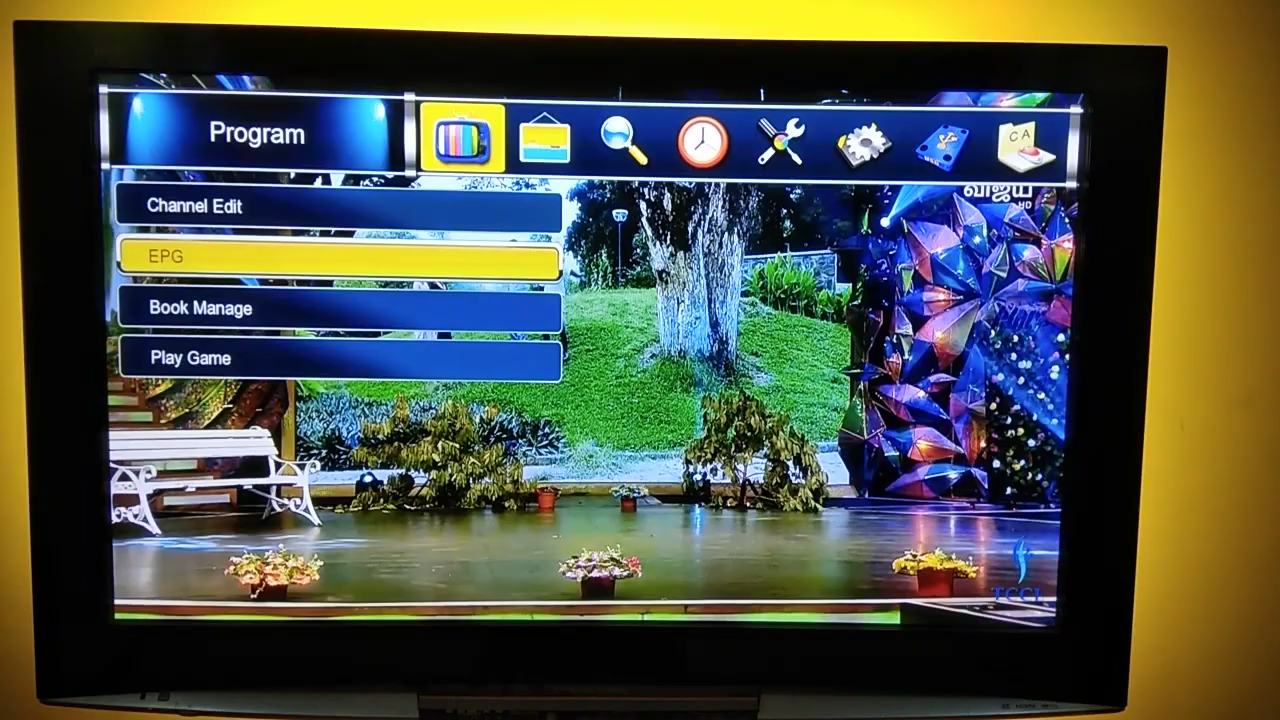 Program
CA
விஜய்
HD
Channel Edit
EPG
Book Manage
Play Game
TCCL